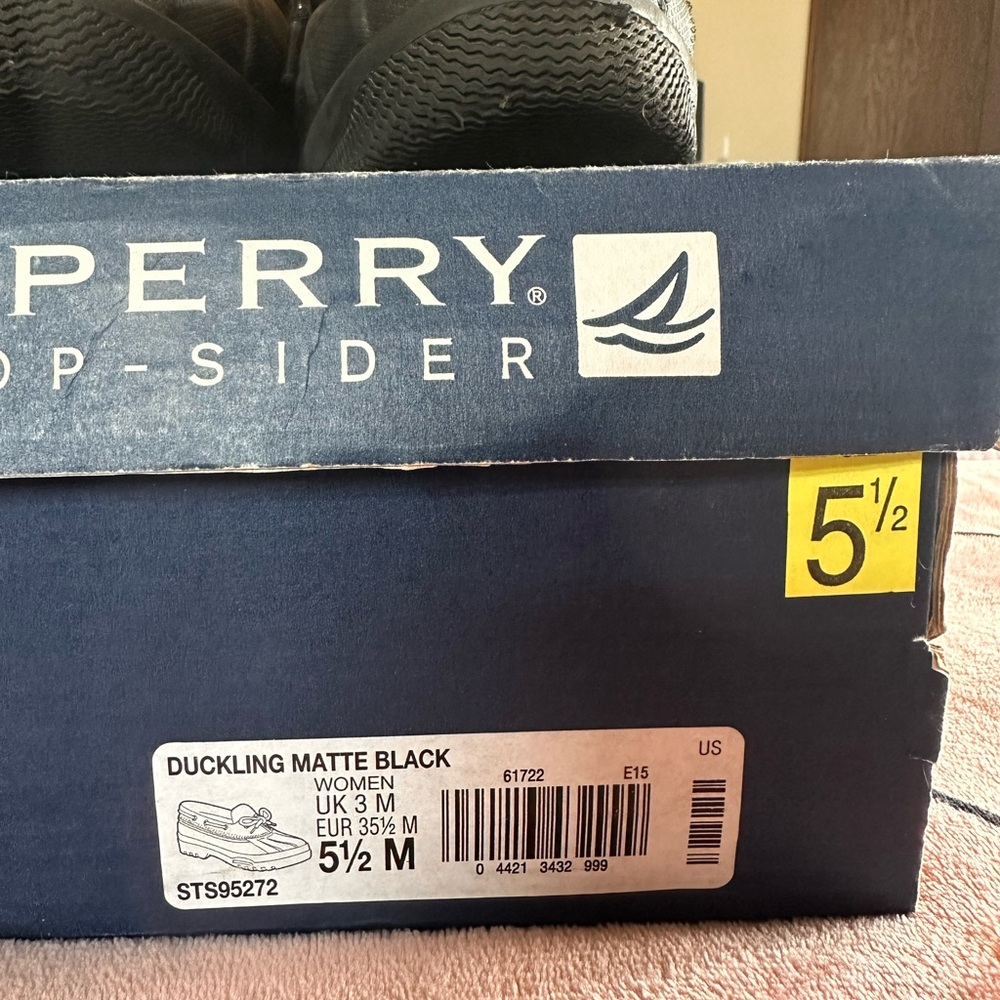 PERRY®
OP-SIDER
5½
DUCKLING MATTE BLACK
US
WOMEN
61722 E15
UK 3 M
EUR 35½ M
5½ M
0 4421 3432 999
STS95272